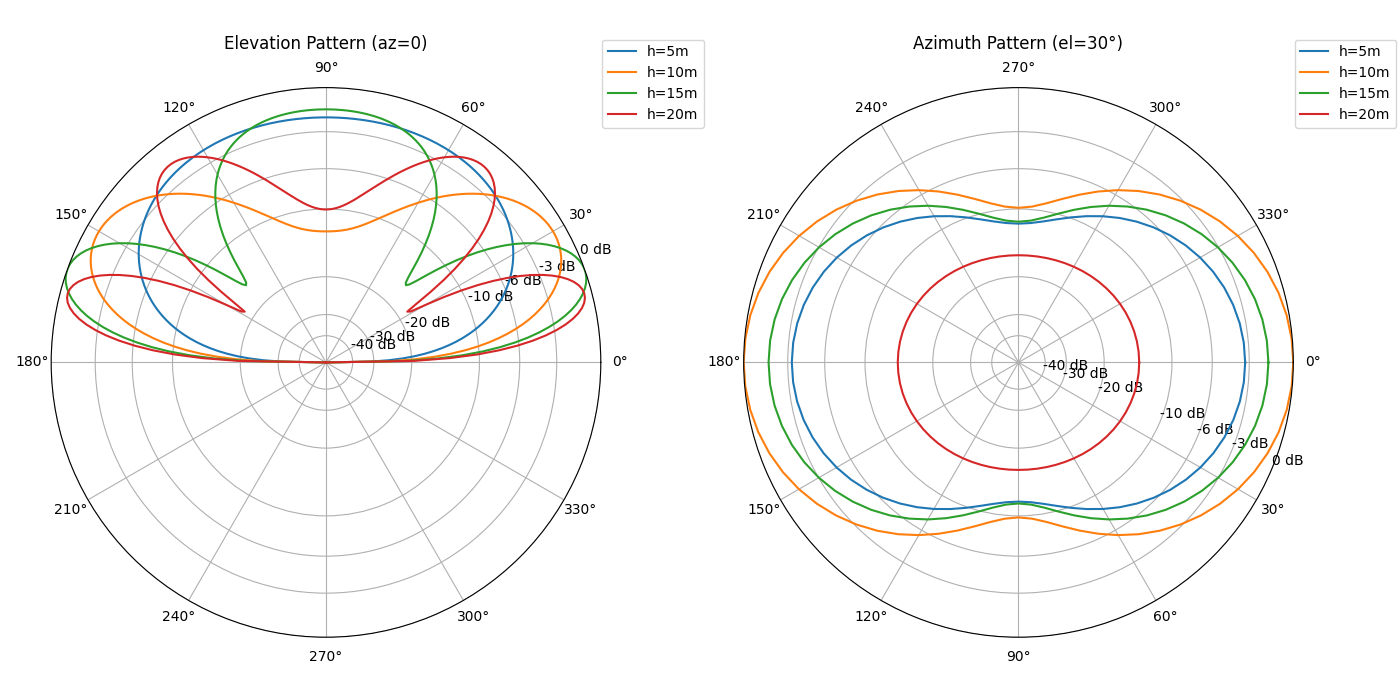 Elevation Pattern (az=0)
90°
120°
60°
150°
30°
180°
0°
210°
330°
240°
300°
270°
0 dB
-3 dB
-6 dB
-10 dB
-20 dB
-30 dB
-40 dB
h=5m
h=10m
h=15m
h=20m
Azimuth Pattern (el=30°)
270°
240°
300°
210°
330°
180°
0°
150°
30°
120°
60°
90°
-40 dB
-30 dB
-20 dB
-10 dB
-6 dB
-3 dB
0 dB
h=5m
h=10m
h=15m
h=20m